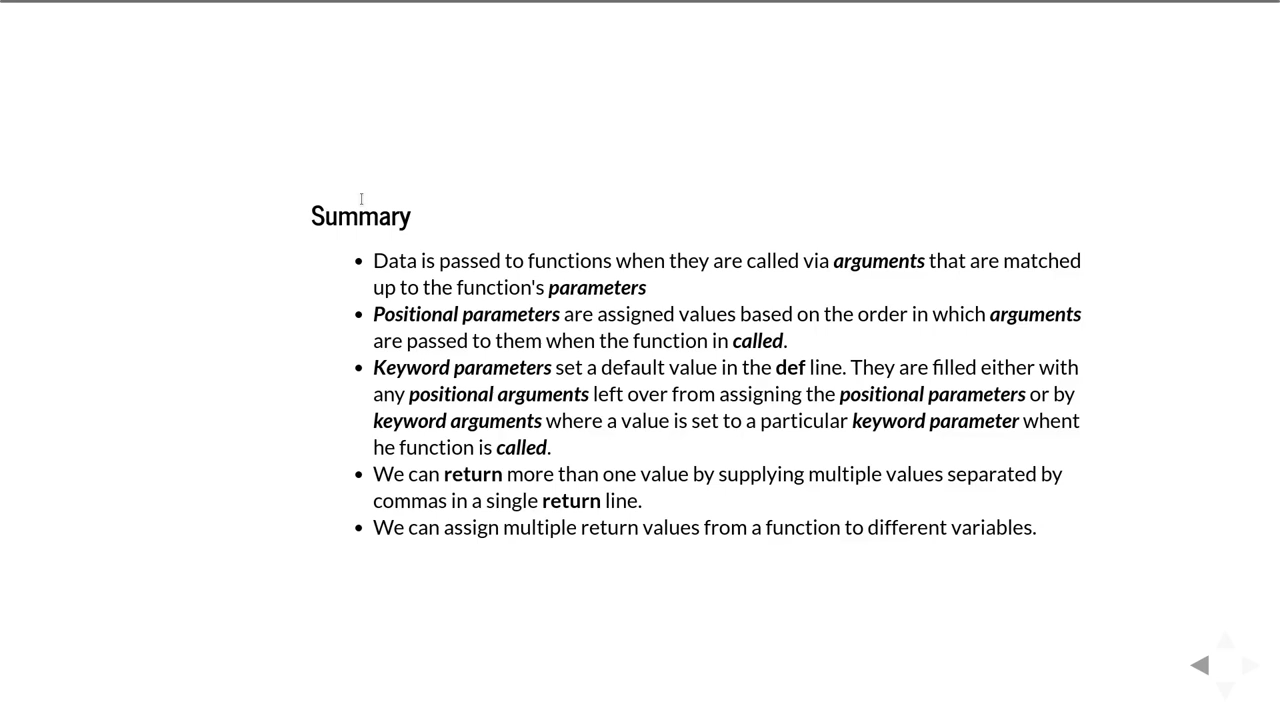 Summary
Data is passed to functions when they are called via arguments that are matched
up to the function's parameters
Positional parameters are assigned values based on the order in which arguments
are passed to them when the function in called.
Keyword parameters set a default value in the def line. They are filled either with
any positional arguments left over from assigning the positional parameters or by
keyword arguments where a value is set to a particular keyword parameter whent
he function is called.
We can return more than one value by supplying multiple values separated by
commas in a single return line.
We can assign multiple return values from a function to different variables.